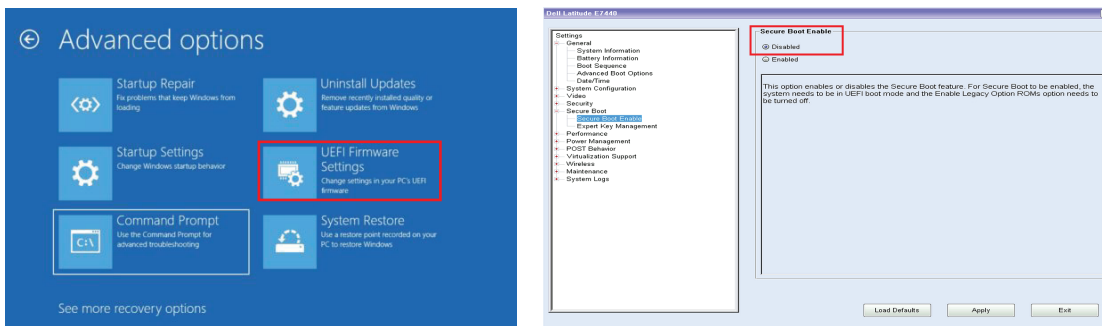 Advanced options
Startup Repair
Fix problems that keep Windows from
loading
Uninstall Updates
Remove recently installed quality or
feature updates from Windows
Startup Settings
Change Windows startup behavior
UEFI Firmware
Settings
Change settings in your PC's UEFI
firmware
Command Prompt
Use the Command Prompt for
advanced troubleshooting
C:\
System Restore
Use a restore point recorded on your
PC to restore Windows
See more recovery options
Dell Latitude E7440
Settings
General
System Information
Battery Information
Boot Sequence
Advanced Boot Options
Date/Time
System Configuration
Video
Security
Secure Boot
Secure Boot Enable
Expert Key Management
Performance
Power Management
POST Behavior
Virtualization Support
Wireless
Maintenance
System Logs
Secure Boot Enable
Disabled
Enabled
This option enables or disables the Secure Boot feature. For Secure Boot to be enabled, the
system needs to be in UEFI boot mode and the Enable Legacy Option ROMs option needs to
be turned off.
Load Defaults
Apply
Exit